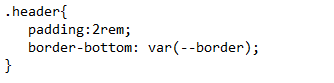 .header{
padding:2rem;
border-bottom: var(--border);
}